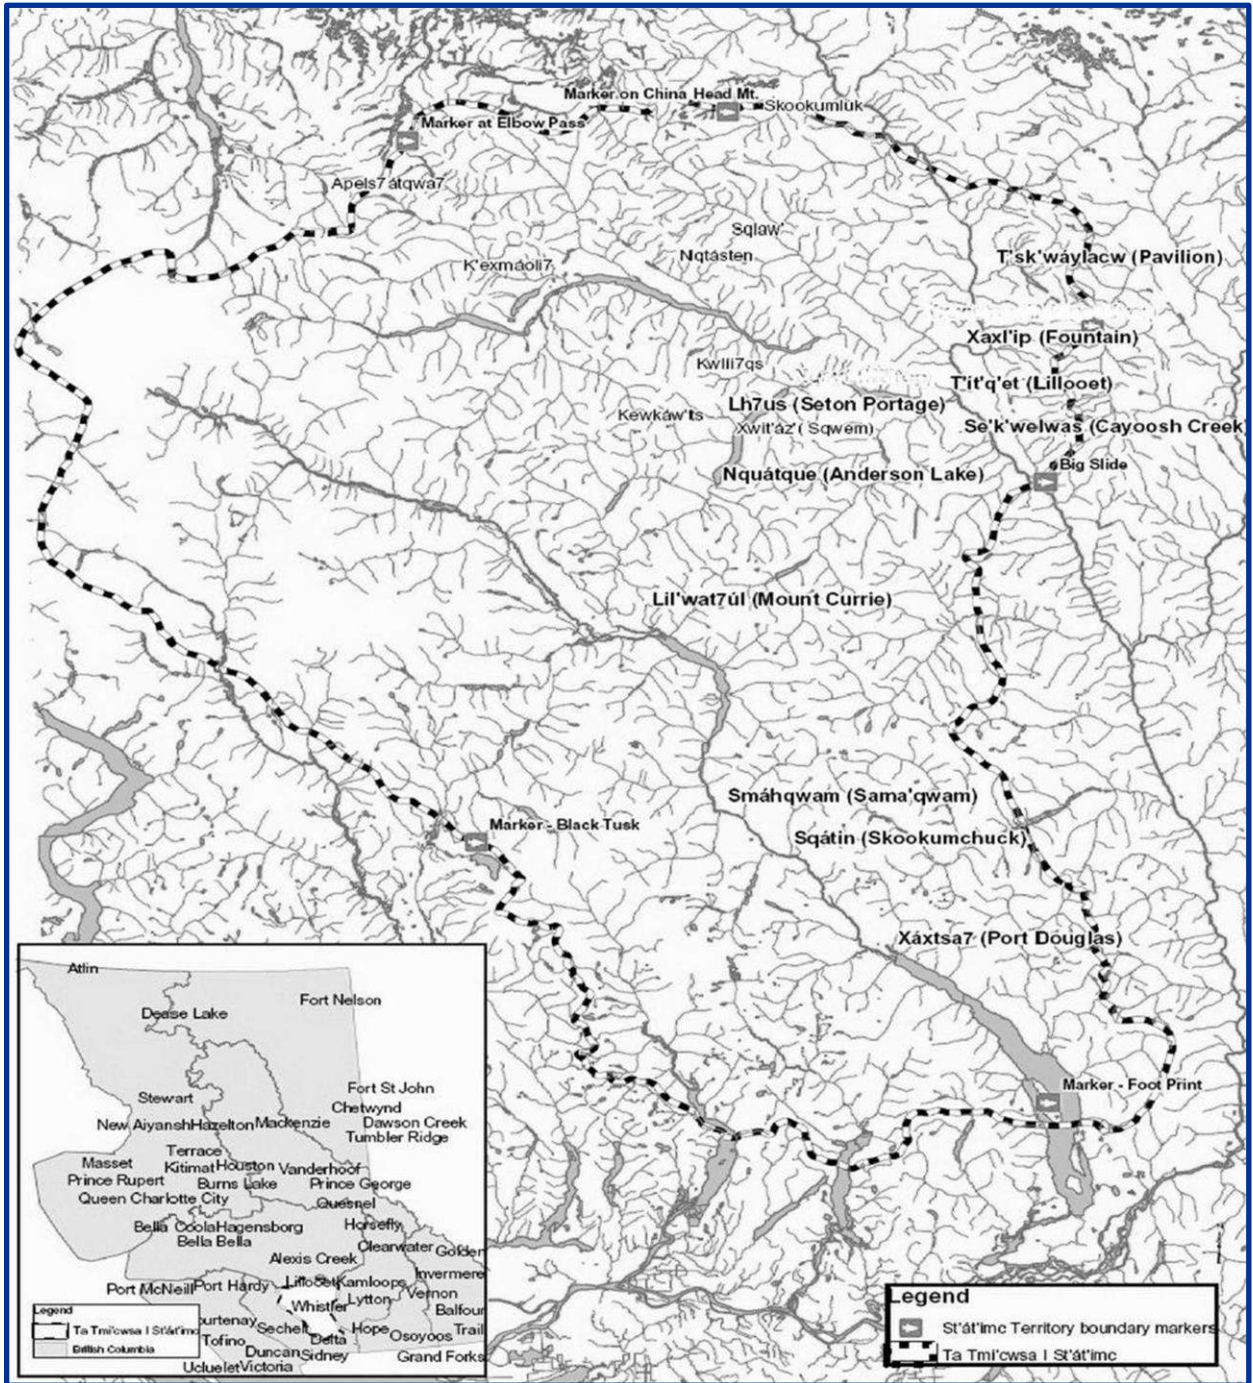 Marker on China Head Mt.
Skookumluk
Marker at Elbow Pass
Apels7átqwa7
Sqlaw'
Nqtásten
T'sk'wáylacw (Pavilion)
K'exmáoli7
Xaxl'ip (Fountain)
Kwlli7qs
T'it'q'et (Lillooet)
Lh7us (Seton Portage)
Kewkáw'ts
Xwit'áz'( Sqwem)
Se'k'welwas (Cayoosh Creek)
Big Slide
Nquátque (Anderson Lake)
Lil'wat7úl (Mount Currie)
Smáhqwam (Sama'qwam)
Marker - Black Tusk
Sqátin (Skookumchuck)
Xáxtsa7 (Port Douglas)
Marker - Foot Print
Atlin
Fort Nelson
Dease Lake
Fort St John
Stewart
Chetwynd
New Aiyansh Hazelton Mackenzie
Dawson Creek
Tumbler Ridge
Terrace
Masset
Kitimat Houston Vanderhoof
Prince Rupert
Burns Lake
Prince George
Queen Charlotte City
Quesnel
Bella Coola Hagensborg
Horsefly
Bella Bella
Clearwater
Golden
Alexis Creek
Invermere
Port McNeill Port Hardy
Lillooet Kamloops
Vernon
Whistler
Lytton
Balfour
urtenay
Sechelt
Hope
Osoyoos
Trail
Tofino
Delta
Duncan Sidney
Grand Forks
Ucluelet Victoria
Legend
Ta Tmi'cwsa I St'át'imc
British Columbia
Legend
St'át'imc Territory boundary markers
Ta Tmi'cwsa I St'át'imc